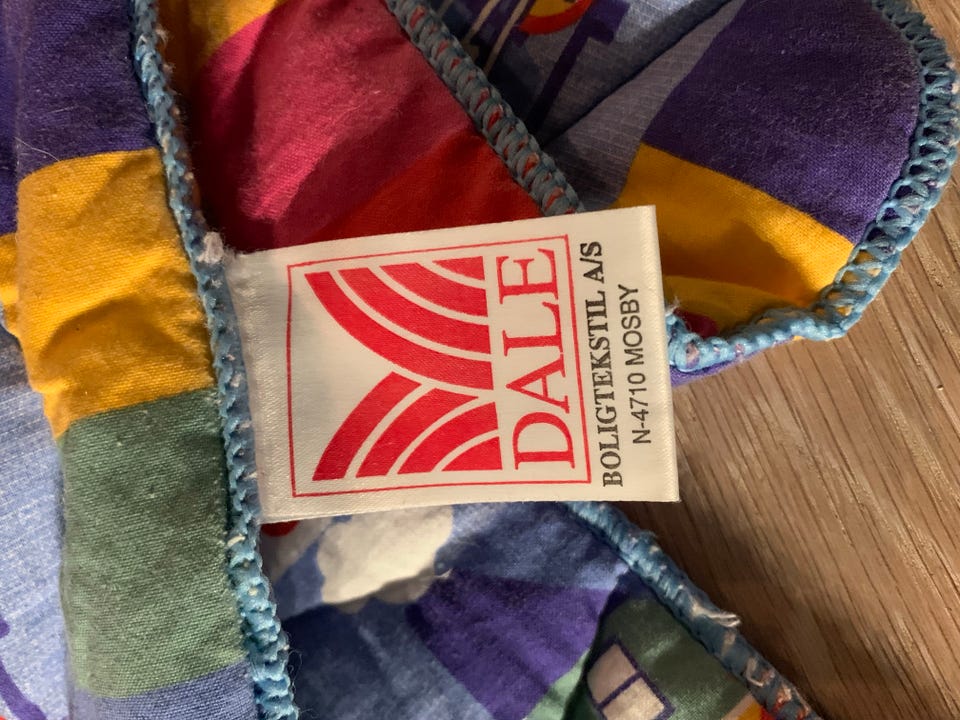 DALE
BOLIGTEKSTIL A/S
N-4710 MOSBY